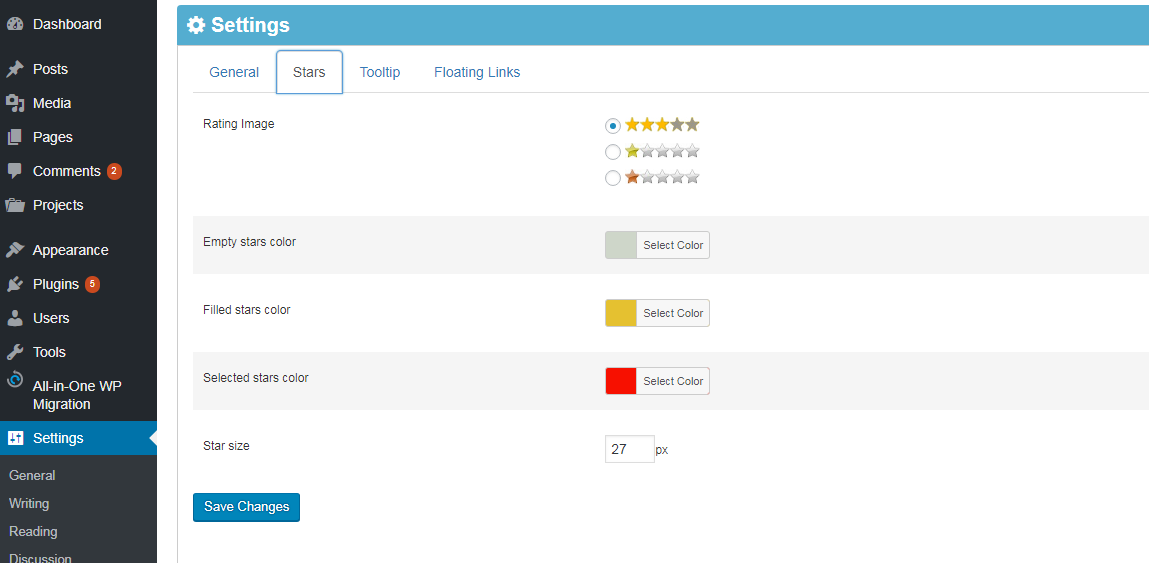 Dashboard
Posts
Media
Pages
Comments 2
Projects
Appearance
Plugins 5
Users
Tools
All-in-One WP
Migration
Settings
General
Writing
Reading
Discussion
Settings
General Stars Tooltip Floating Links
Rating Image
Empty stars color Select Color
Filled stars color Select Color
Selected stars color Select Color
Star size 27 px
Save Changes